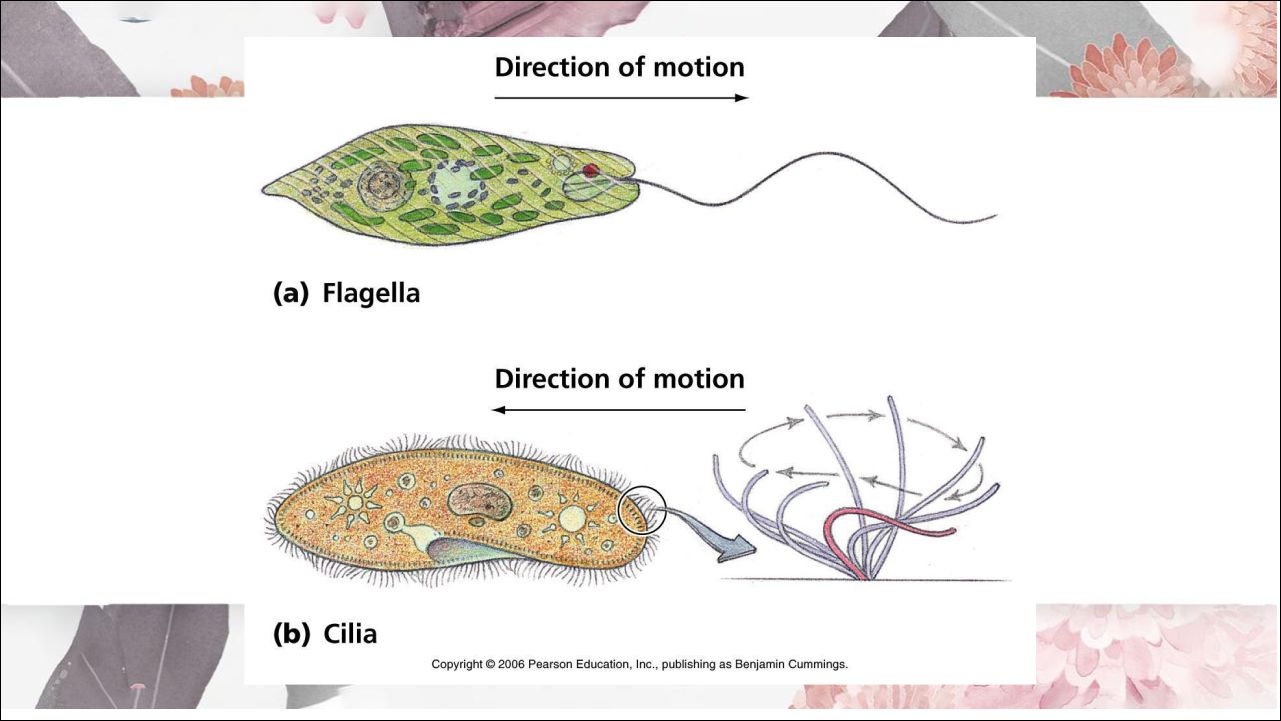 Direction of motion
(a) Flagella
Direction of motion
(b) Cilia
Copyright © 2006 Pearson Education, Inc., publishing as Benjamin Cummings.